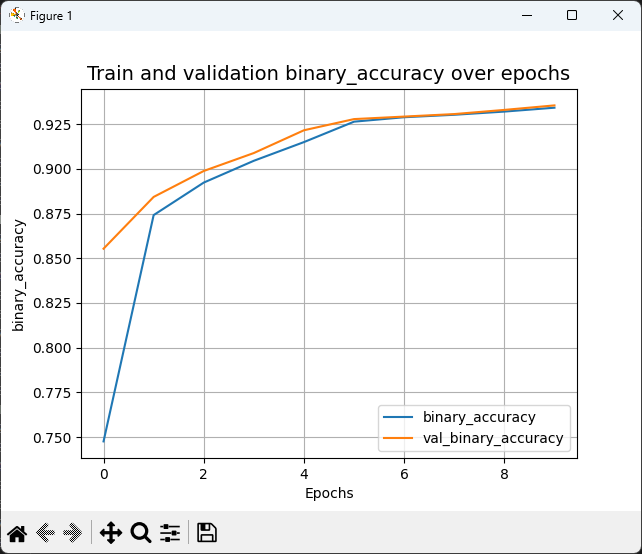 Figure 1
Train and validation binary_accuracy over epochs
0.925
0.900
0.875
0.850
0.825
0.800
0.775
0.750
binary_accuracy
binary_accuracy
val_binary_accuracy
0 2 4 6 8
Epochs